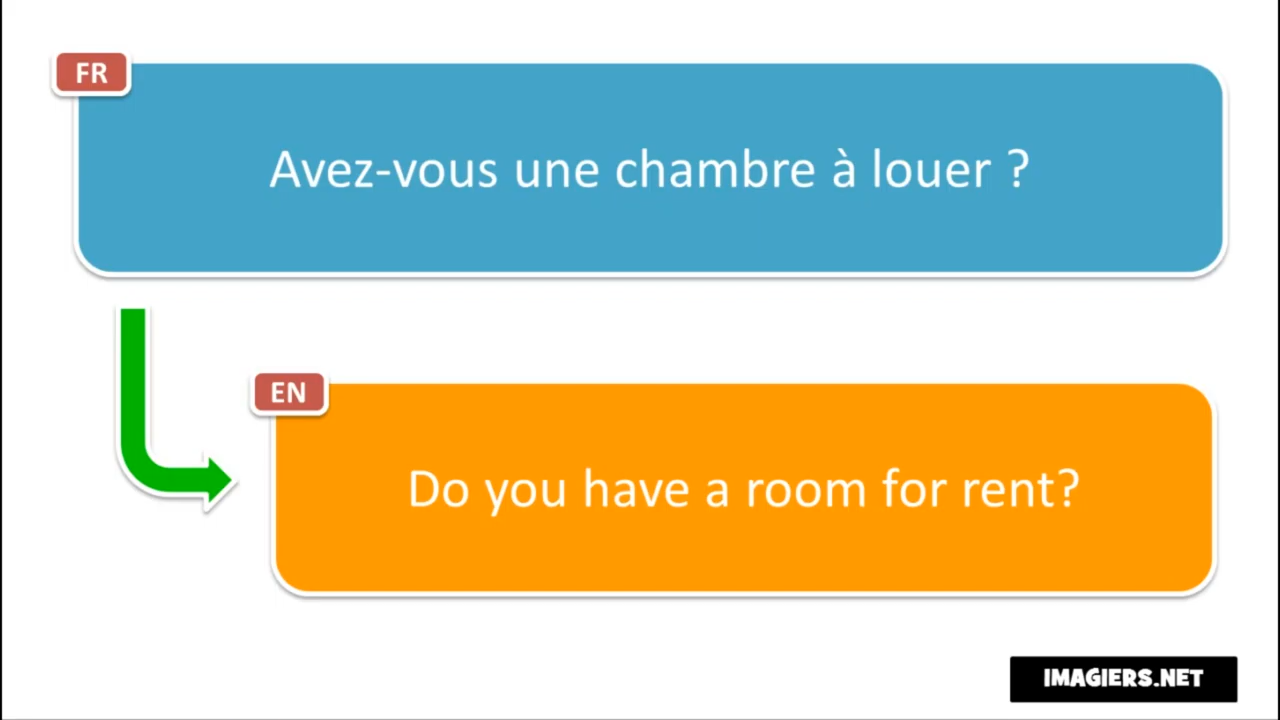 FR
Avez-vous une chambre à louer ?
EN
Do you have a room for rent?
IMAGIERS.NET